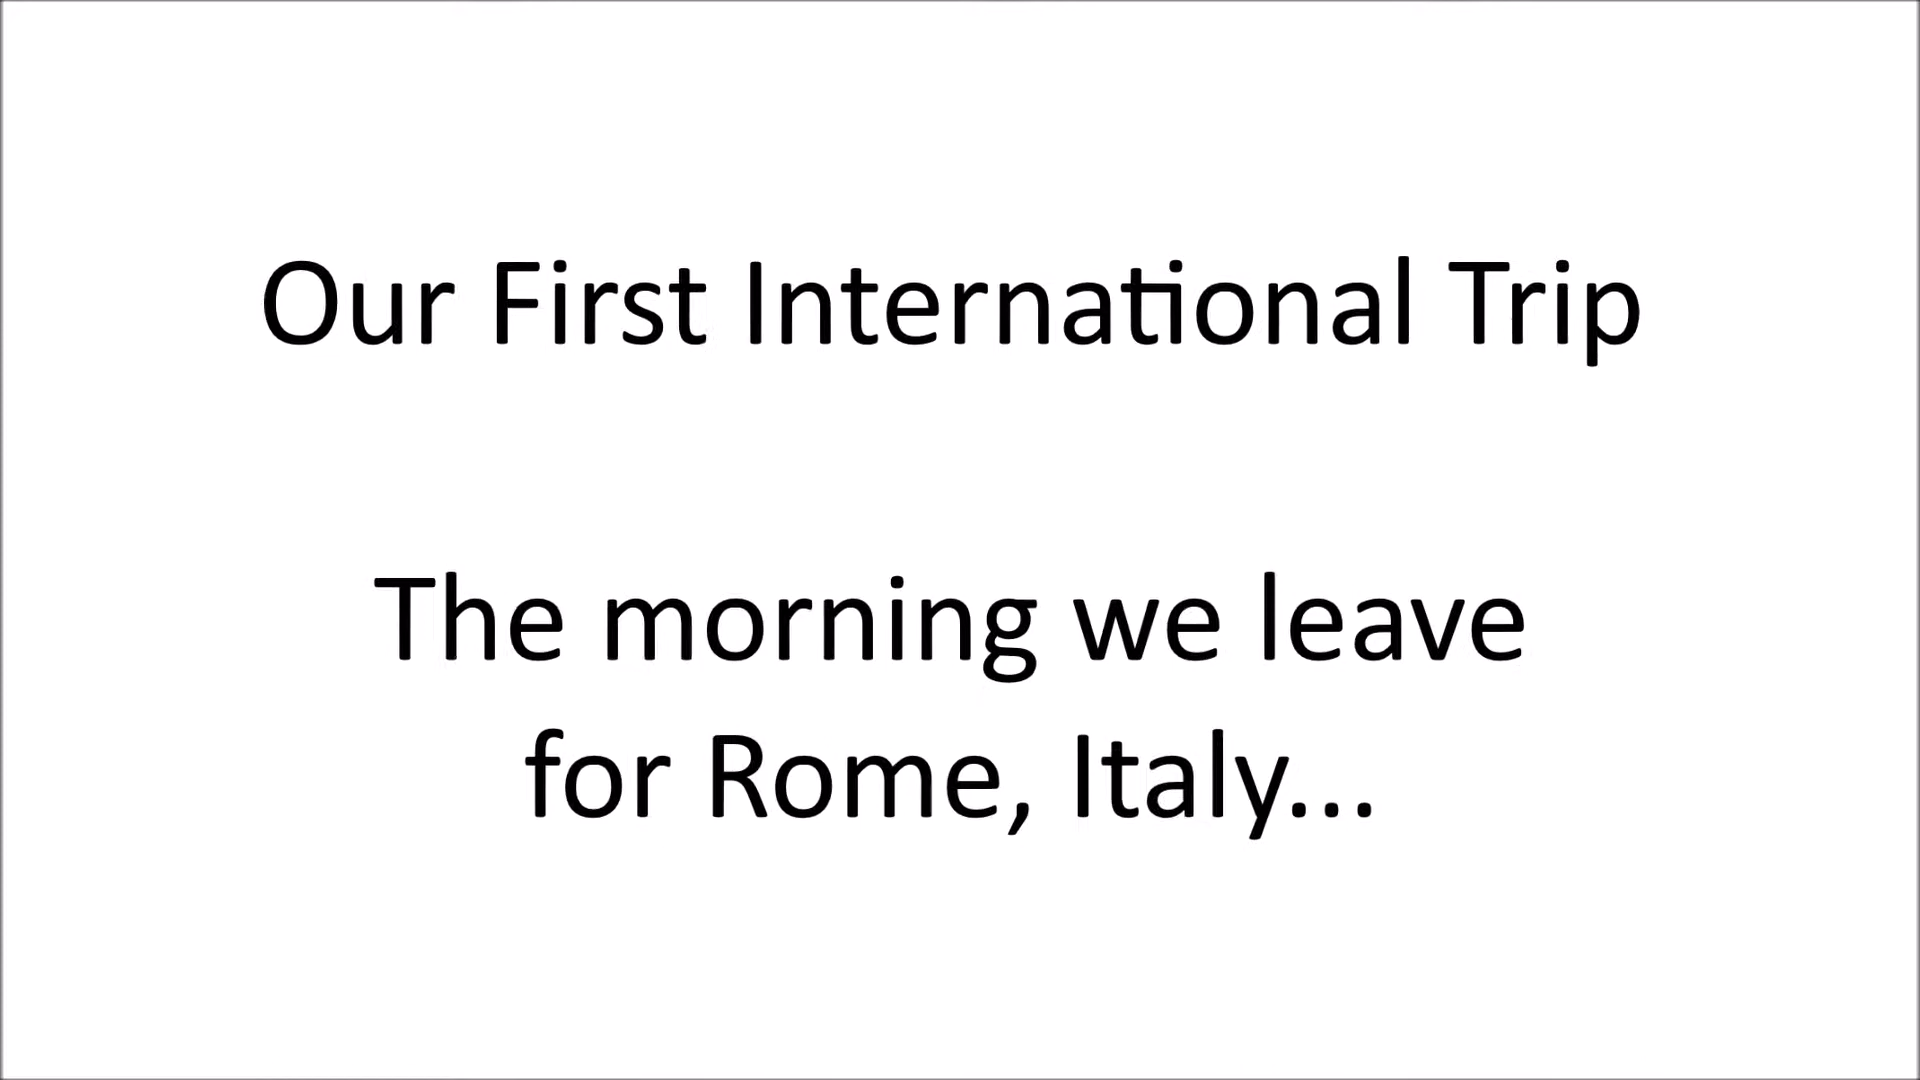 Our First International Trip
The morning we leave
for Rome, Italy...